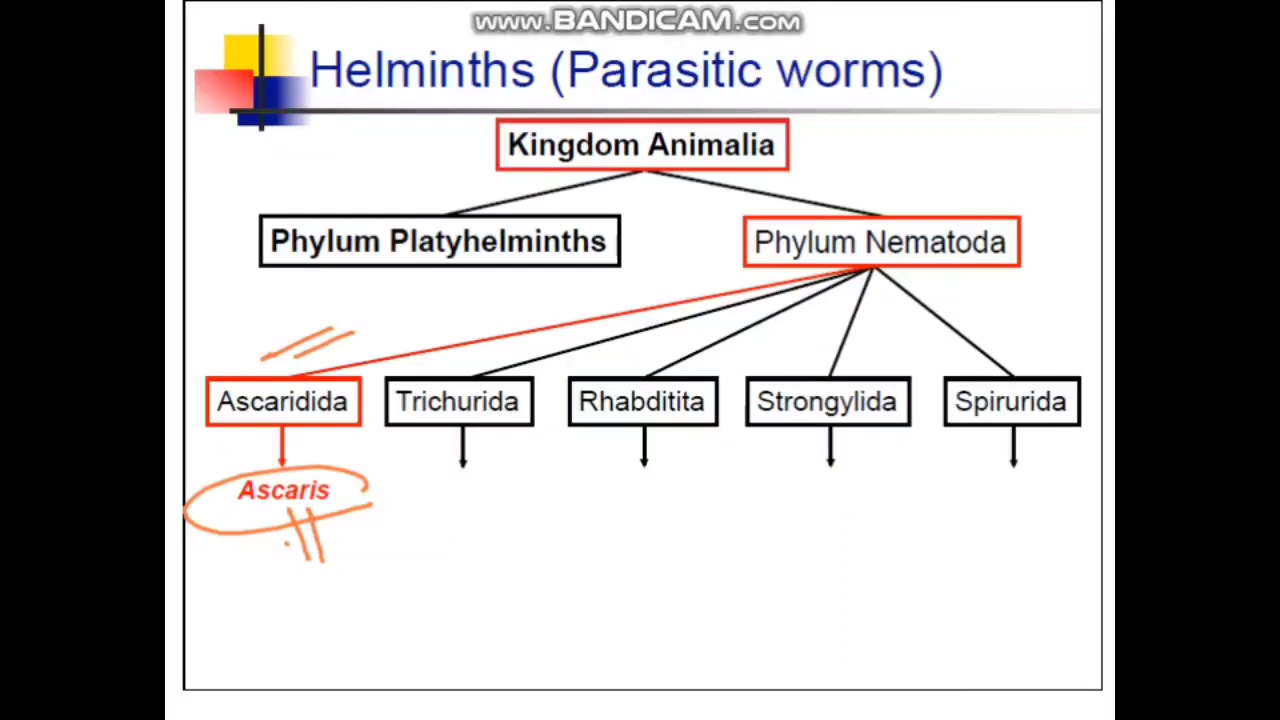 www.BANDICAM.com
Helminths (Parasitic worms)
Kingdom Animalia
Phylum Platyhelminths
Phylum Nematoda
Ascaridida
Trichurida
Rhabditita
Strongylida
Spirurida
Ascaris